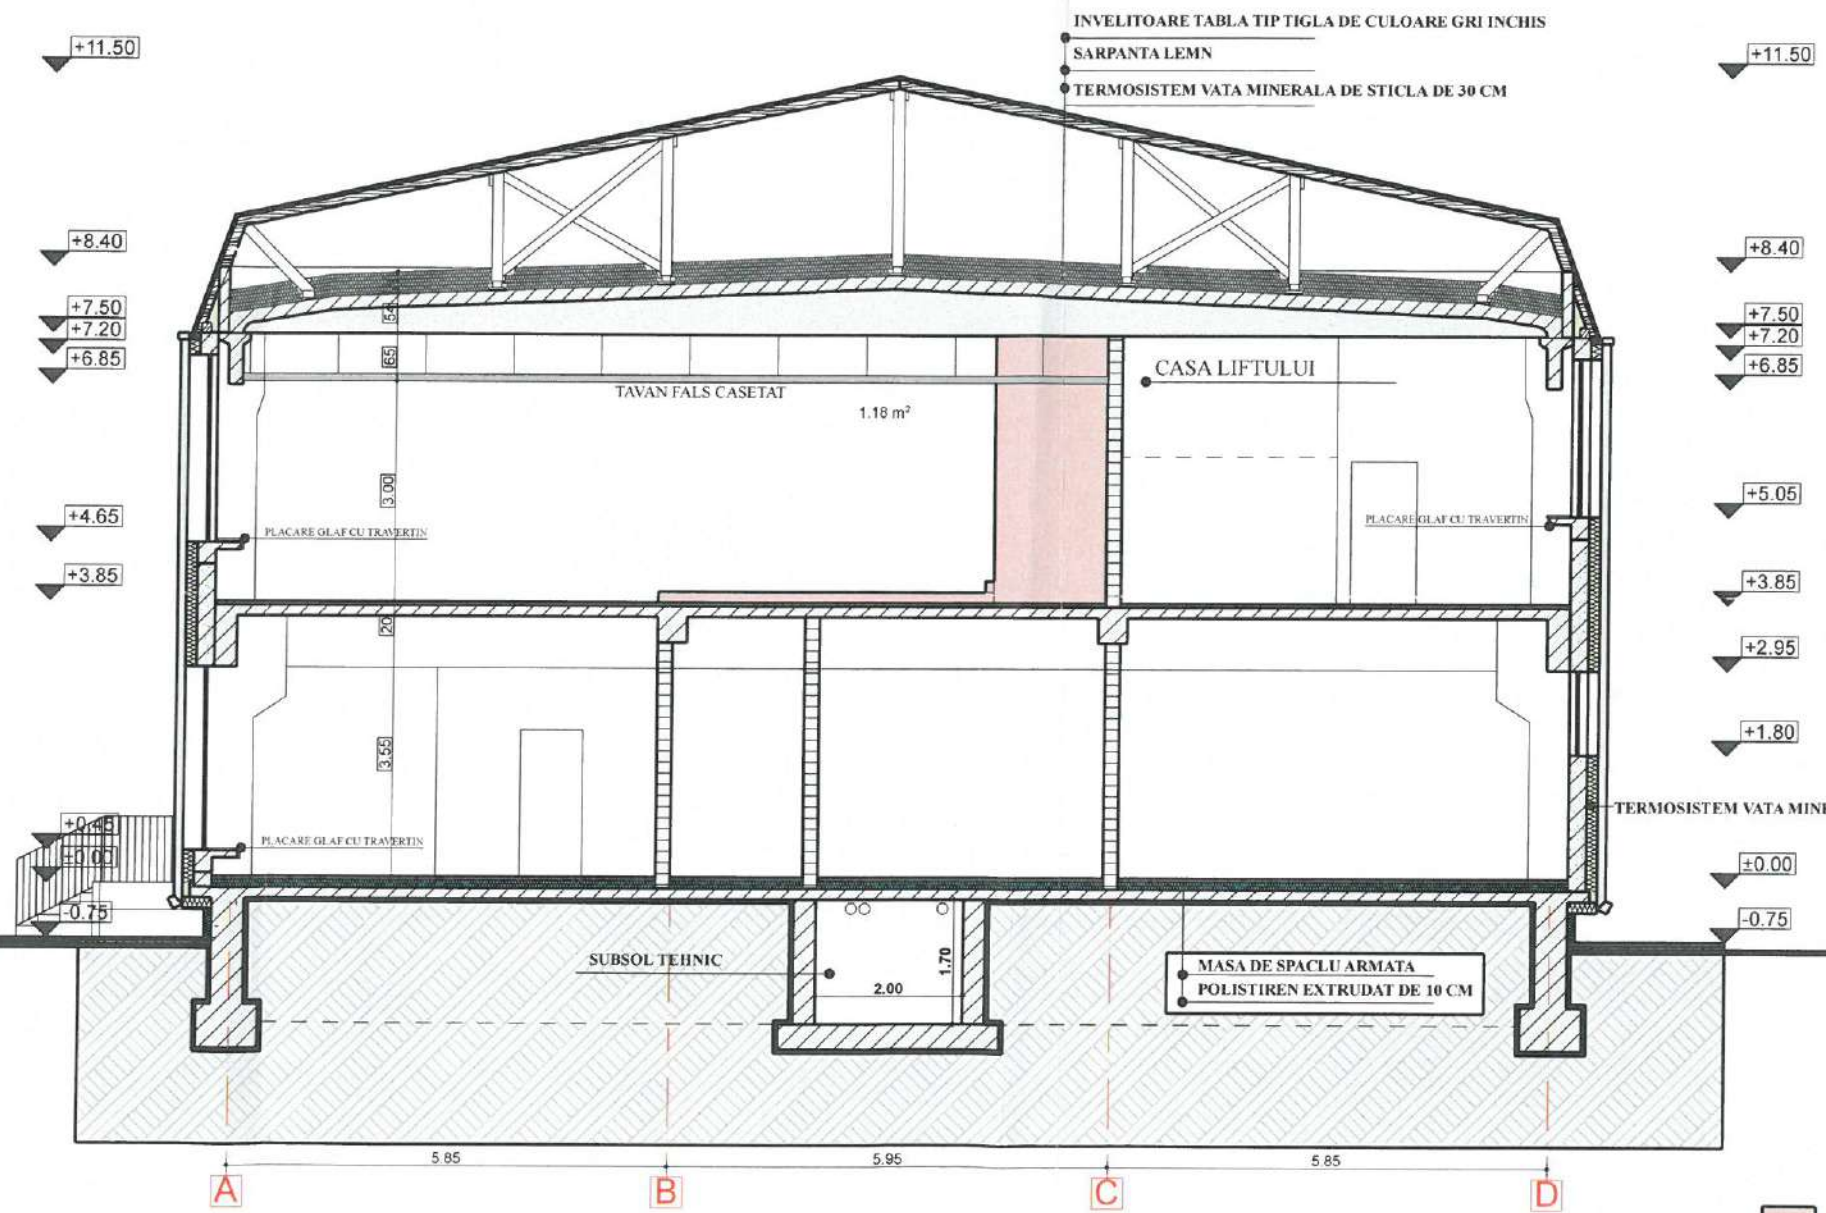 INVELITOARE TABLA TIP TIGLA DE CULOARE GRI INCHIS
SARPANTA LEMN
TERMOSISTEM VATA MINERALA DE STICLA DE 30 CM
+11.50
+11.50
+8.40
+8.40
+7.50
+7.20
+6.85
+7.50
+7.20
+6.85
54
65
CASA LIFTULUI
TAVAN FALS CASETAT
1.18 m²
3.00
+4.65
PLACARE GLAF CU TRAVERTIN
PLACARE GLAF CU TRAVERTIN
+5.05
+3.85
+3.85
20
+2.95
3.55
+1.80
+0.45
PLACARE GLAF CU TRAVERTIN
TERMOSISTEM VATA MINE
±0.00
±0.00
-0.75
-0.75
SUBSOL TEHNIC
1.70
2.00
MASA DE SPACLU ARMATA
POLISTIREN EXTRUDAT DE 10 CM
5.85
5.95
5.85
A
B
C
D